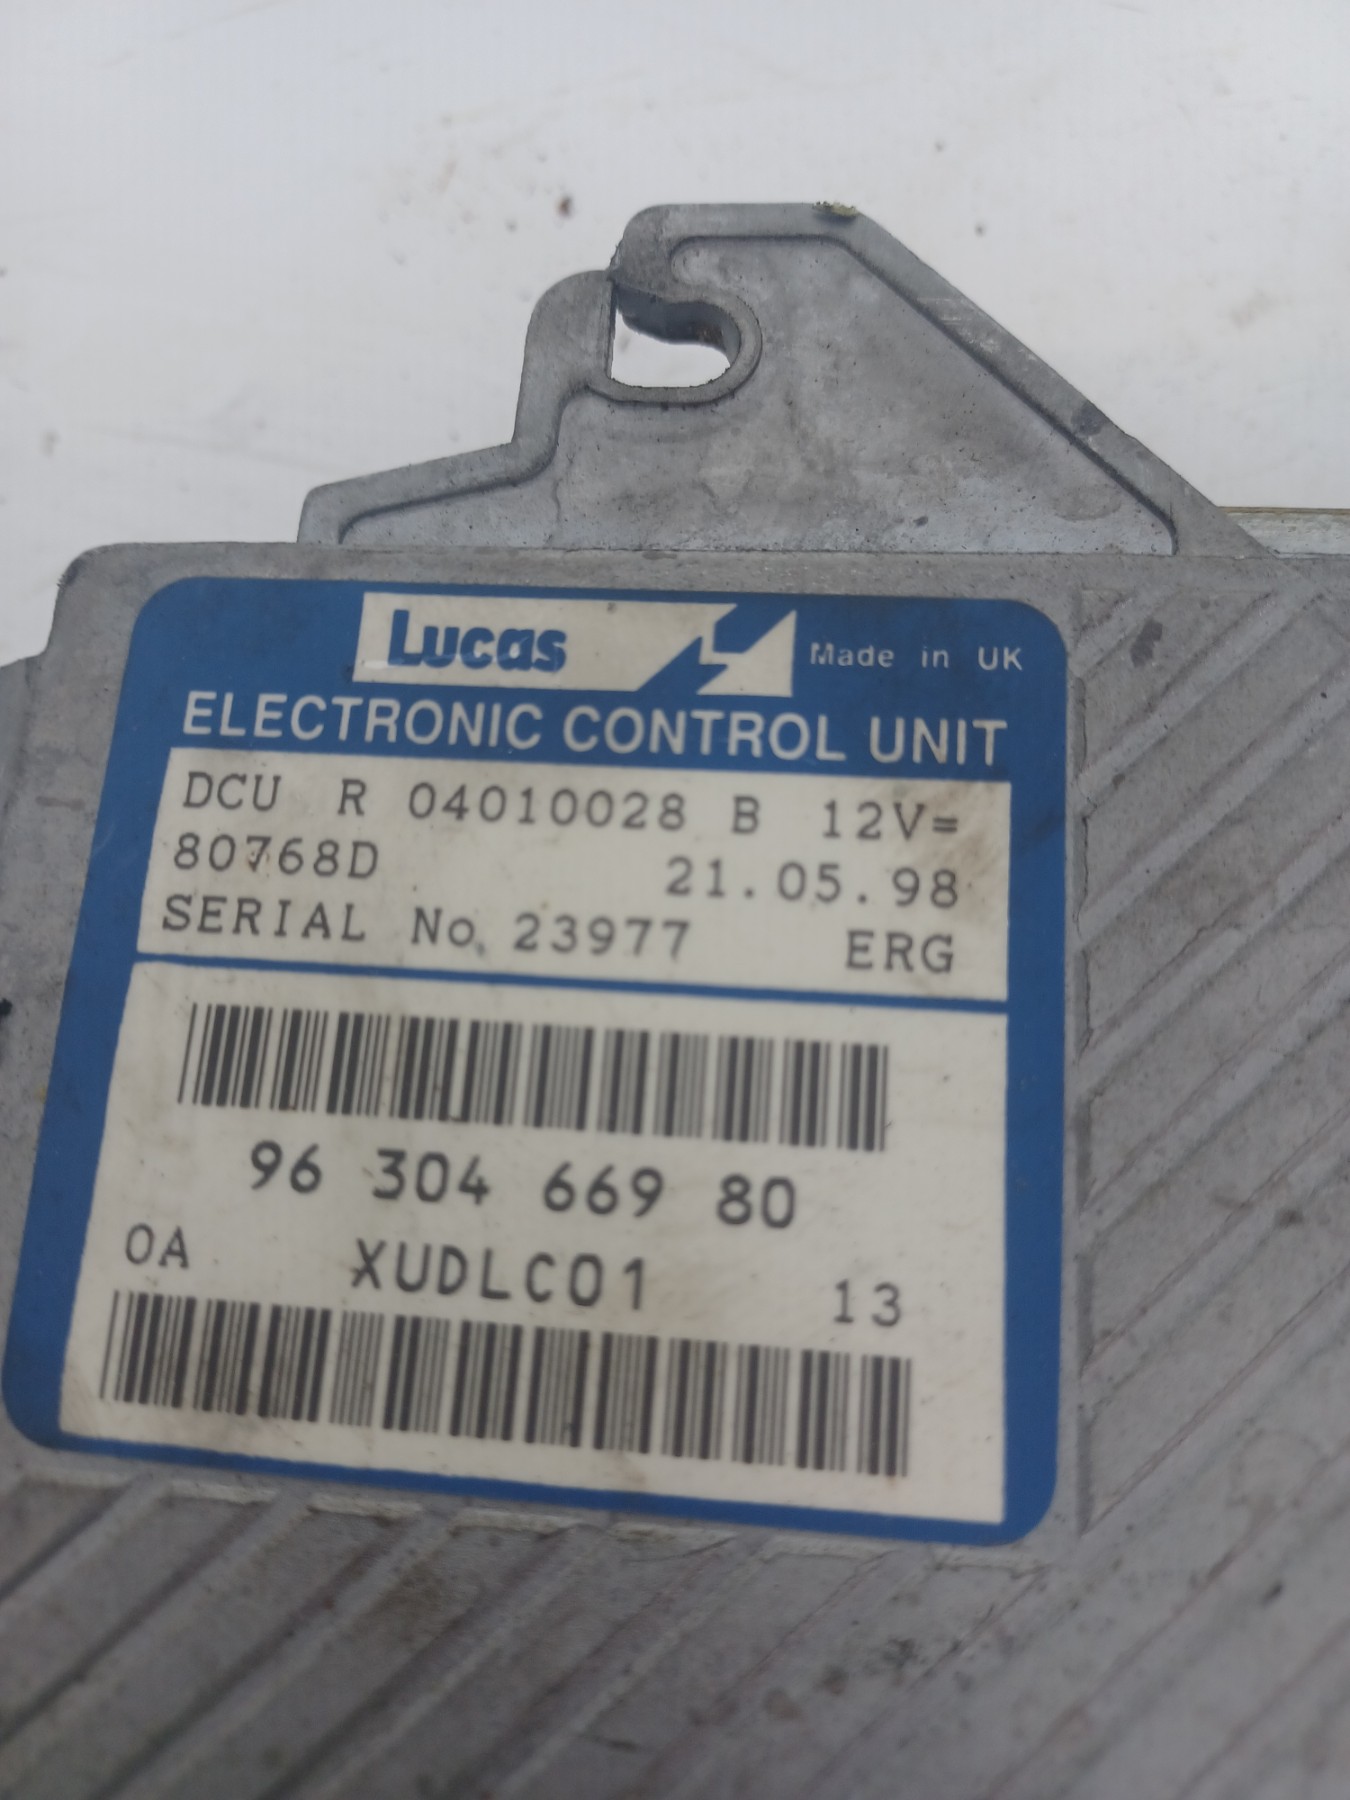 Lucas Made in UK
ELECTRONIC CONTROL UNIT
DCU R 04010028 B 12V=
80768D 21.05.98
SERIAL No. 23977 ERG
96 304 669 80
0A XUDLC01 13